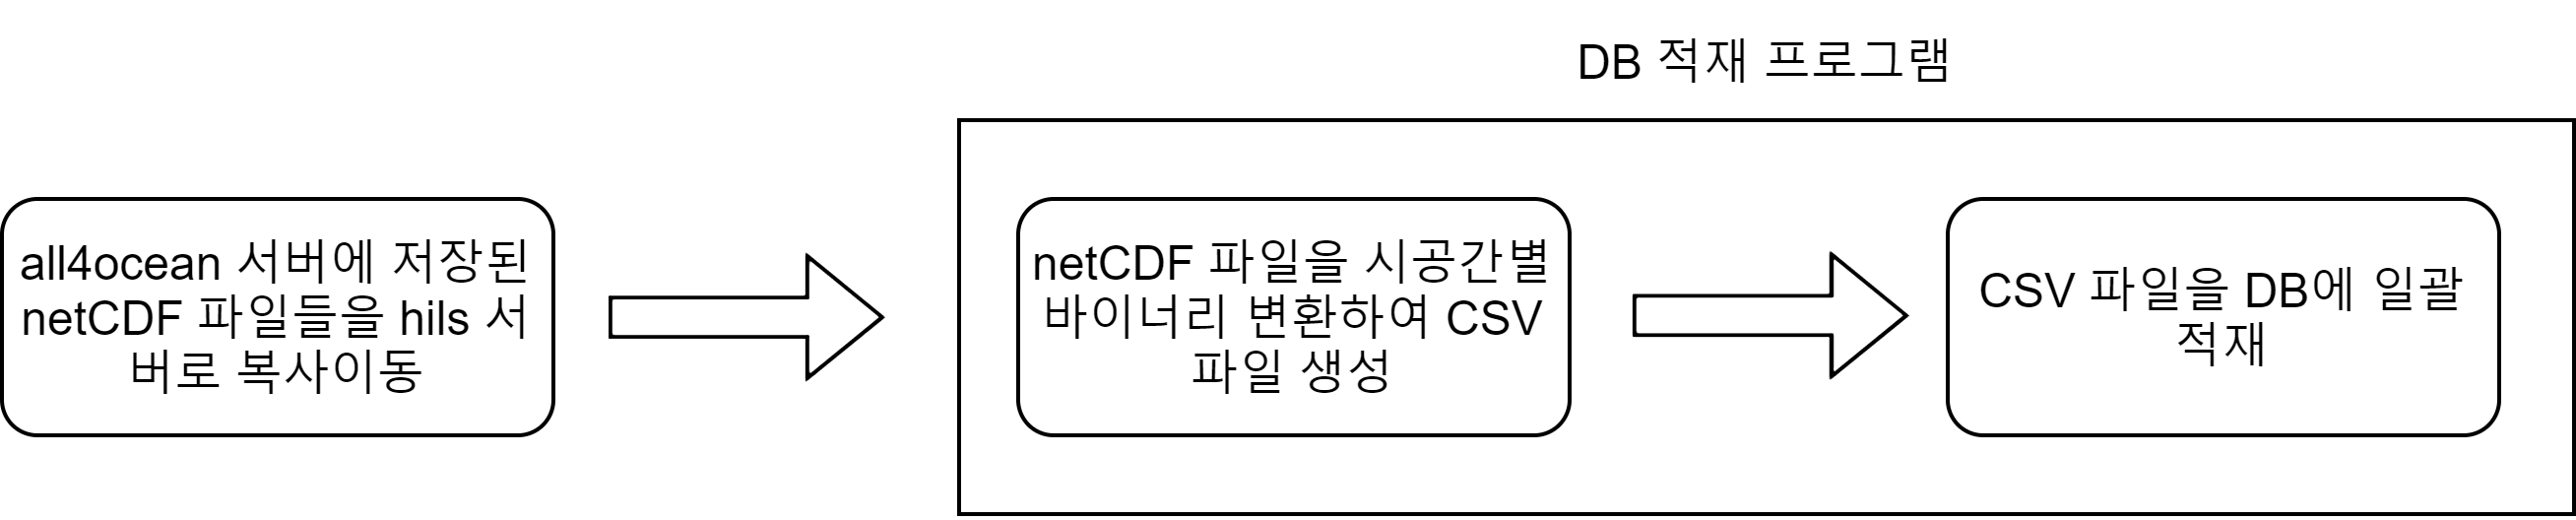 DB 적재 프로그램
all4ocean 서버에 저장된
netCDF 파일들을 hils 서
버로 복사이동
netCDF 파일을 시공간별
바이너리 변환하여 CSV
파일 생성
CSV 파일을 DB에 일괄
적재